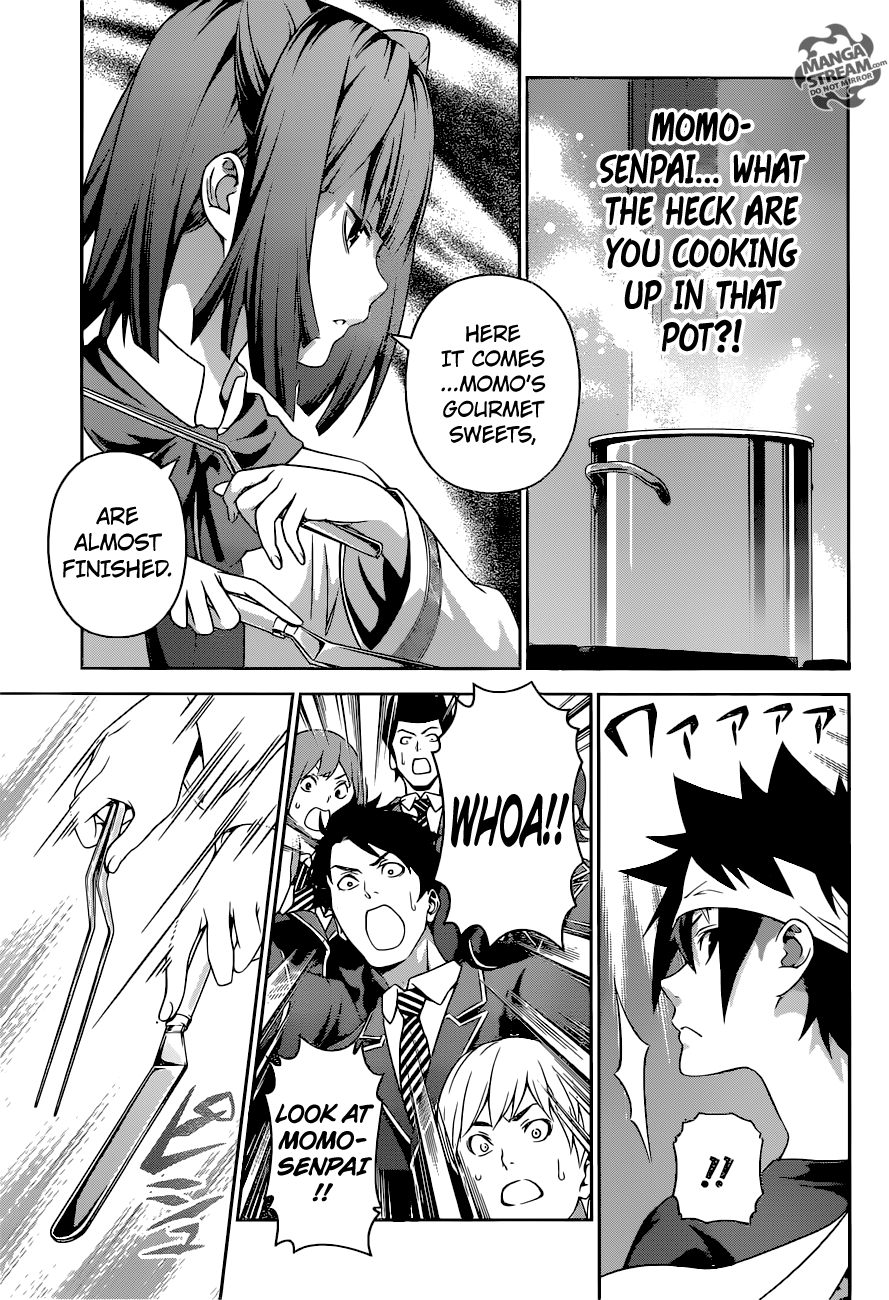 MANGA
STREAM.com
DO NOT MIRROR
MOMO-
SENPAI... WHAT
THE HECK ARE
YOU COOKING
UP IN THAT
POT?!
HERE
IT COMES
...MOMO'S
GOURMET
SWEETS,
ARE
ALMOST
FINISHED.
ワァァァァ
!!
WHOA!!
LOOK AT
MOMO-
SENPAI
!!